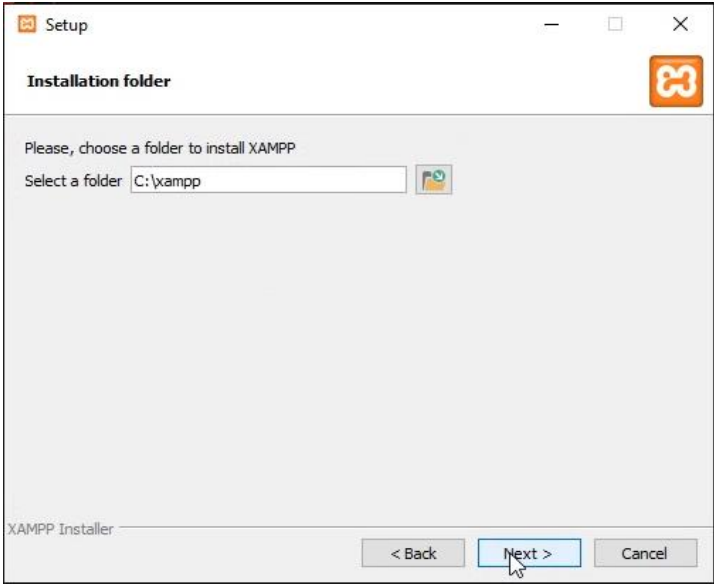 Setup
Installation folder
Please, choose a folder to install XAMPP
Select a folder C:\xampp
XAMPP Installer
< Back Next > Cancel